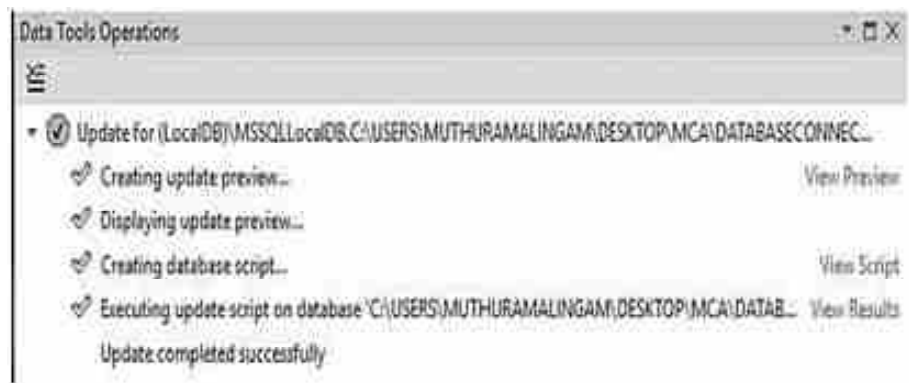 Data Tools Operations
Update for (LocalDB)\MSSQLLocalDB.C:\USERS\MUTHURAMALINGAM\DESKTOP\MCA\DATABASECONNEC...
Creating update preview... View Preview
Displaying update preview...
Creating database script... View Script
Executing update script on database 'C:\USERS\MUTHURAMALINGAM\DESKTOP\MCA\DATAB... View Results
Update completed successfully